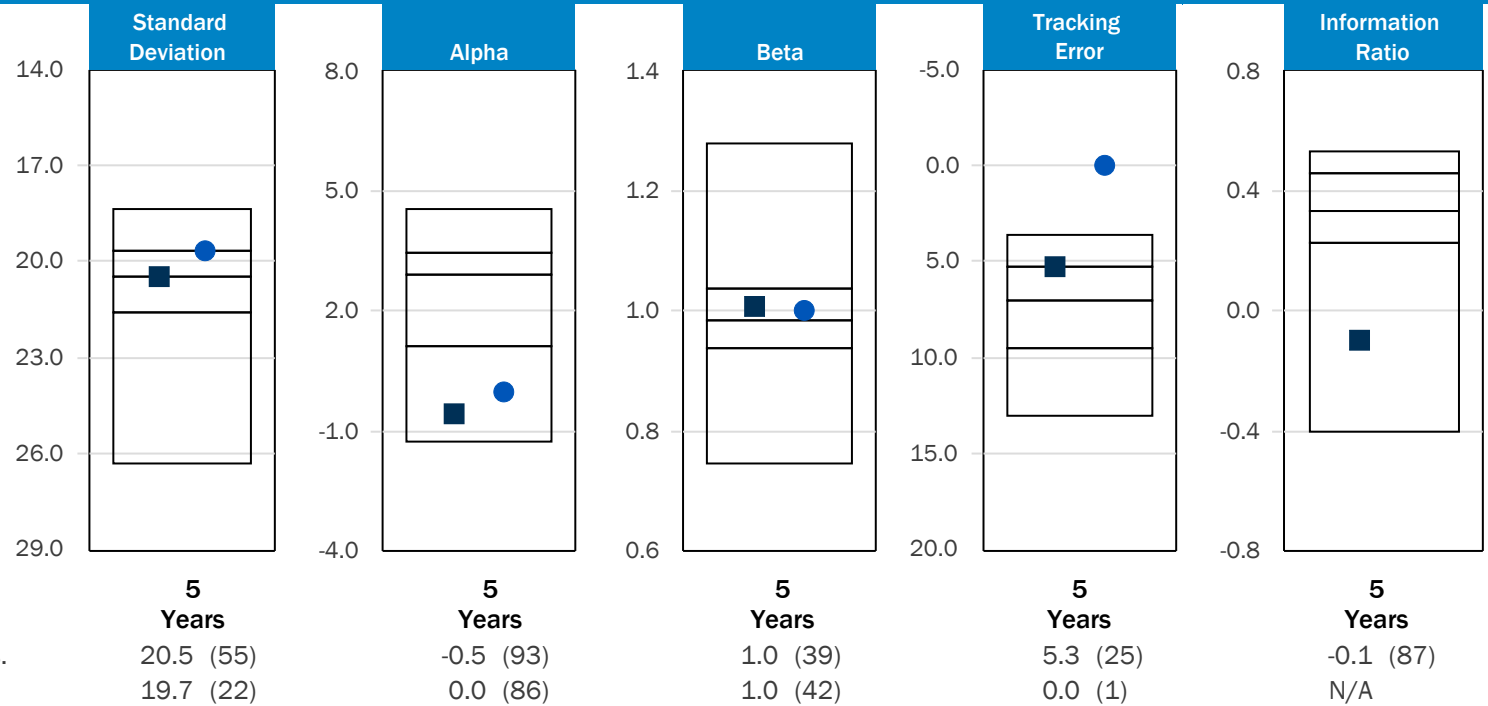 Standard Deviation
Alpha
Beta
Tracking Error
Information Ratio
14.0
17.0
20.0
23.0
26.0
29.0
8.0
5.0
2.0
-1.0
-4.0
1.4
1.2
1.0
0.8
0.6
-5.0
0.0
5.0
10.0
15.0
20.0
0.8
0.4
0.0
-0.4
-0.8
5 Years
5 Years
5 Years
5 Years
5 Years
. 20.5 (55) -0.5 (93) 1.0 (39) 5.3 (25) -0.1 (87)
19.7 (22) 0.0 (86) 1.0 (42) 0.0 (1) N/A